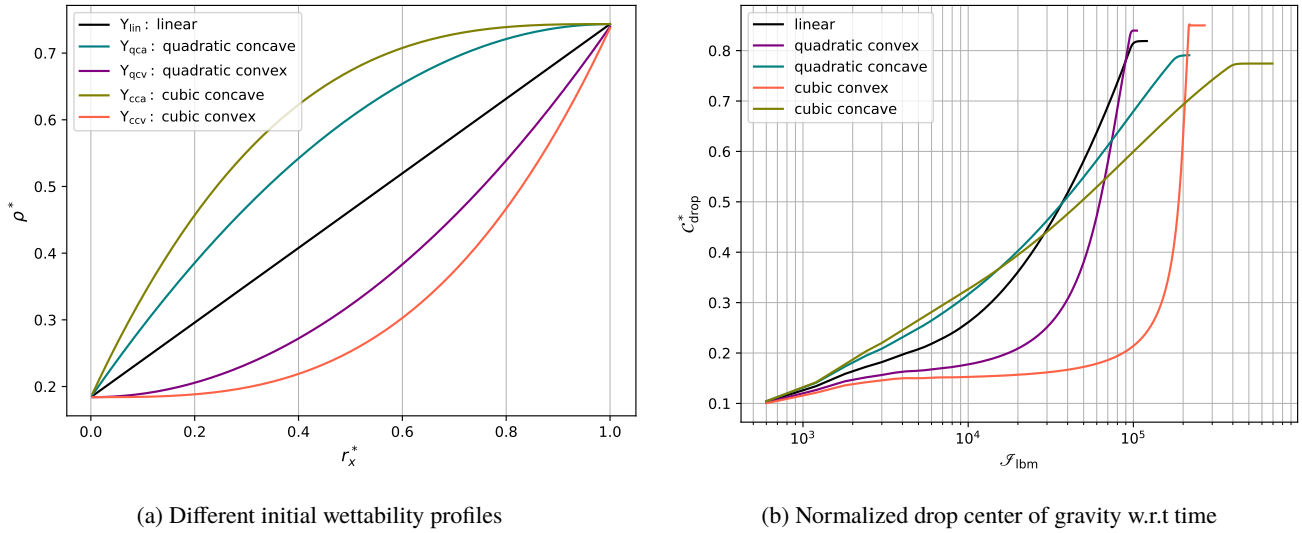 Y_lin : linear
Y_qca : quadratic concave
Y_qcv : quadratic convex
Y_cca : cubic concave
Y_ccv : cubic convex
0.7
0.6
0.5
0.4
0.3
0.2
ρ*
0.0 0.2 0.4 0.6 0.8 1.0
r_x^*
(a) Different initial wettability profiles
linear
quadratic convex
quadratic concave
cubic convex
cubic concave
0.8
0.7
0.6
0.5
0.4
0.3
0.2
0.1
C*_drop
10^3 10^4 10^5
𝒯_lbm
(b) Normalized drop center of gravity w.r.t time